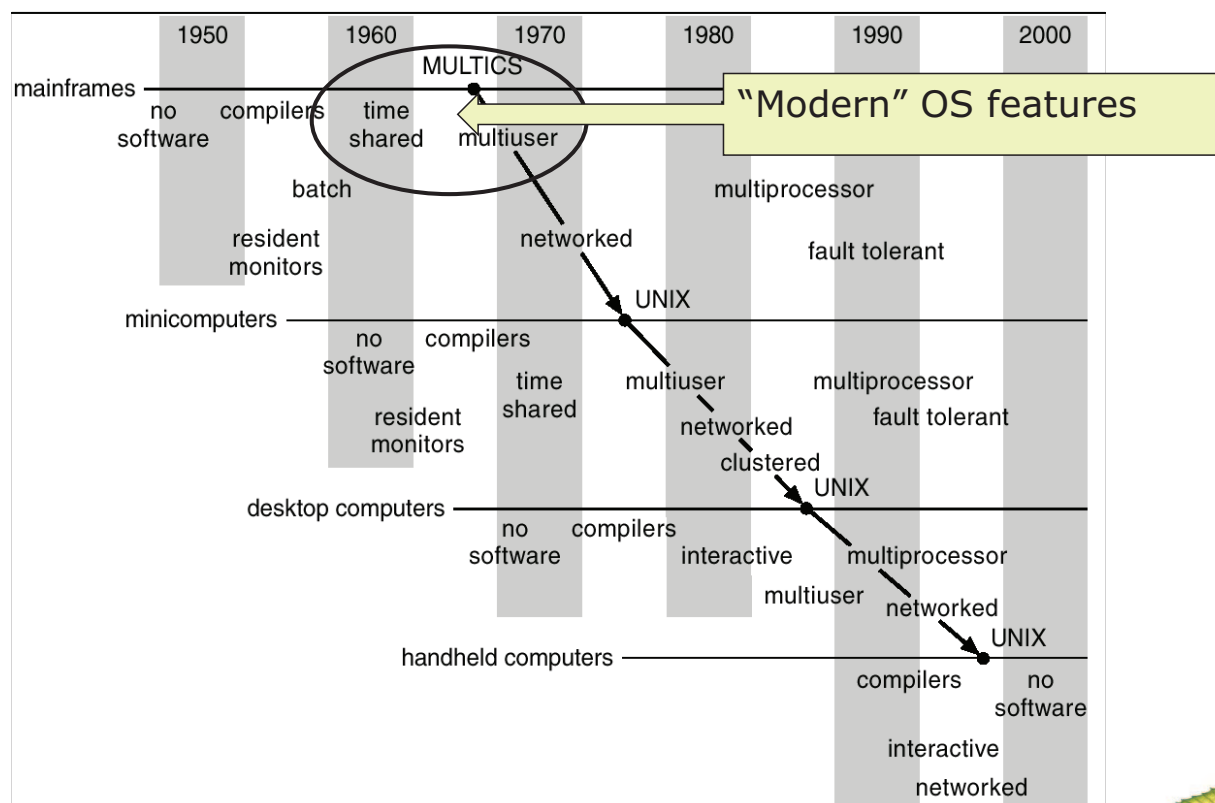 1950 1960 1970 1980 1990 2000
MULTICS
mainframes
"Modern" OS features
no compilers time
software shared multiuser
batch multiprocessor
resident networked
monitors fault tolerant
UNIX
minicomputers
no compilers
software
time multiuser multiprocessor
shared
resident fault tolerant
monitors networked
clustered
UNIX
desktop computers
no compilers
software interactive multiprocessor
multiuser
networked
UNIX
handheld computers
compilers no
software
interactive
networked